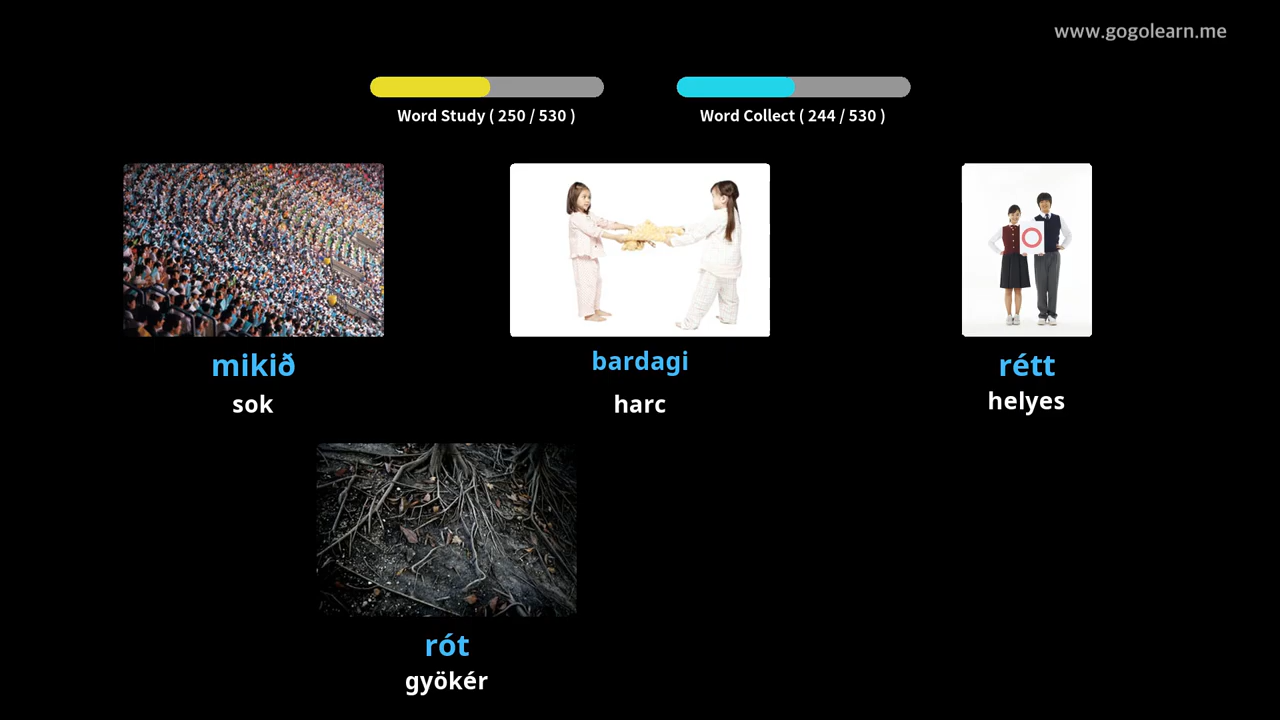 www.gogolearn.me
Word Study ( 250 / 530 )
Word Collect ( 244 / 530 )
mikið
sok
bardagi
harc
rétt
helyes
rót
gyökér